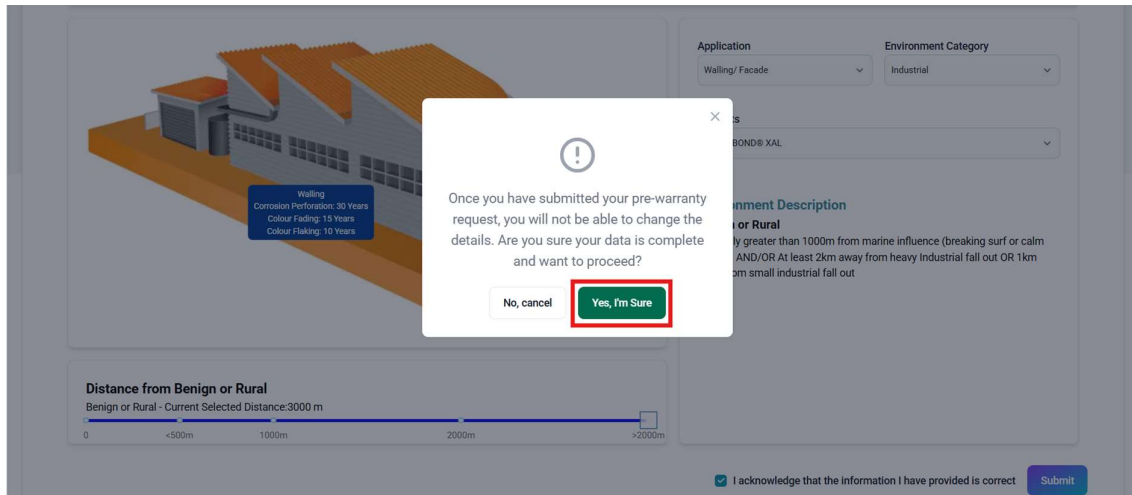 Application
Environment Category
Walling/ Facade
Industrial
ts
BOND® XAL
Walling
Corrosion Perforation: 30 Years
Colour Fading: 15 Years
Colour Flaking: 10 Years
Once you have submitted your pre-warranty
request, you will not be able to change the
details. Are you sure your data is complete
and want to proceed?
No, cancel
Yes, I'm Sure
onment Description
or Rural
ly greater than 1000m from marine influence (breaking surf or calm
AND/OR At least 2km away from heavy Industrial fall out OR 1km
om small industrial fall out
Distance from Benign or Rural
Benign or Rural - Current Selected Distance:3000 m
0
<500m
1000m
2000m
>2000m
I acknowledge that the information I have provided is correct
Submit